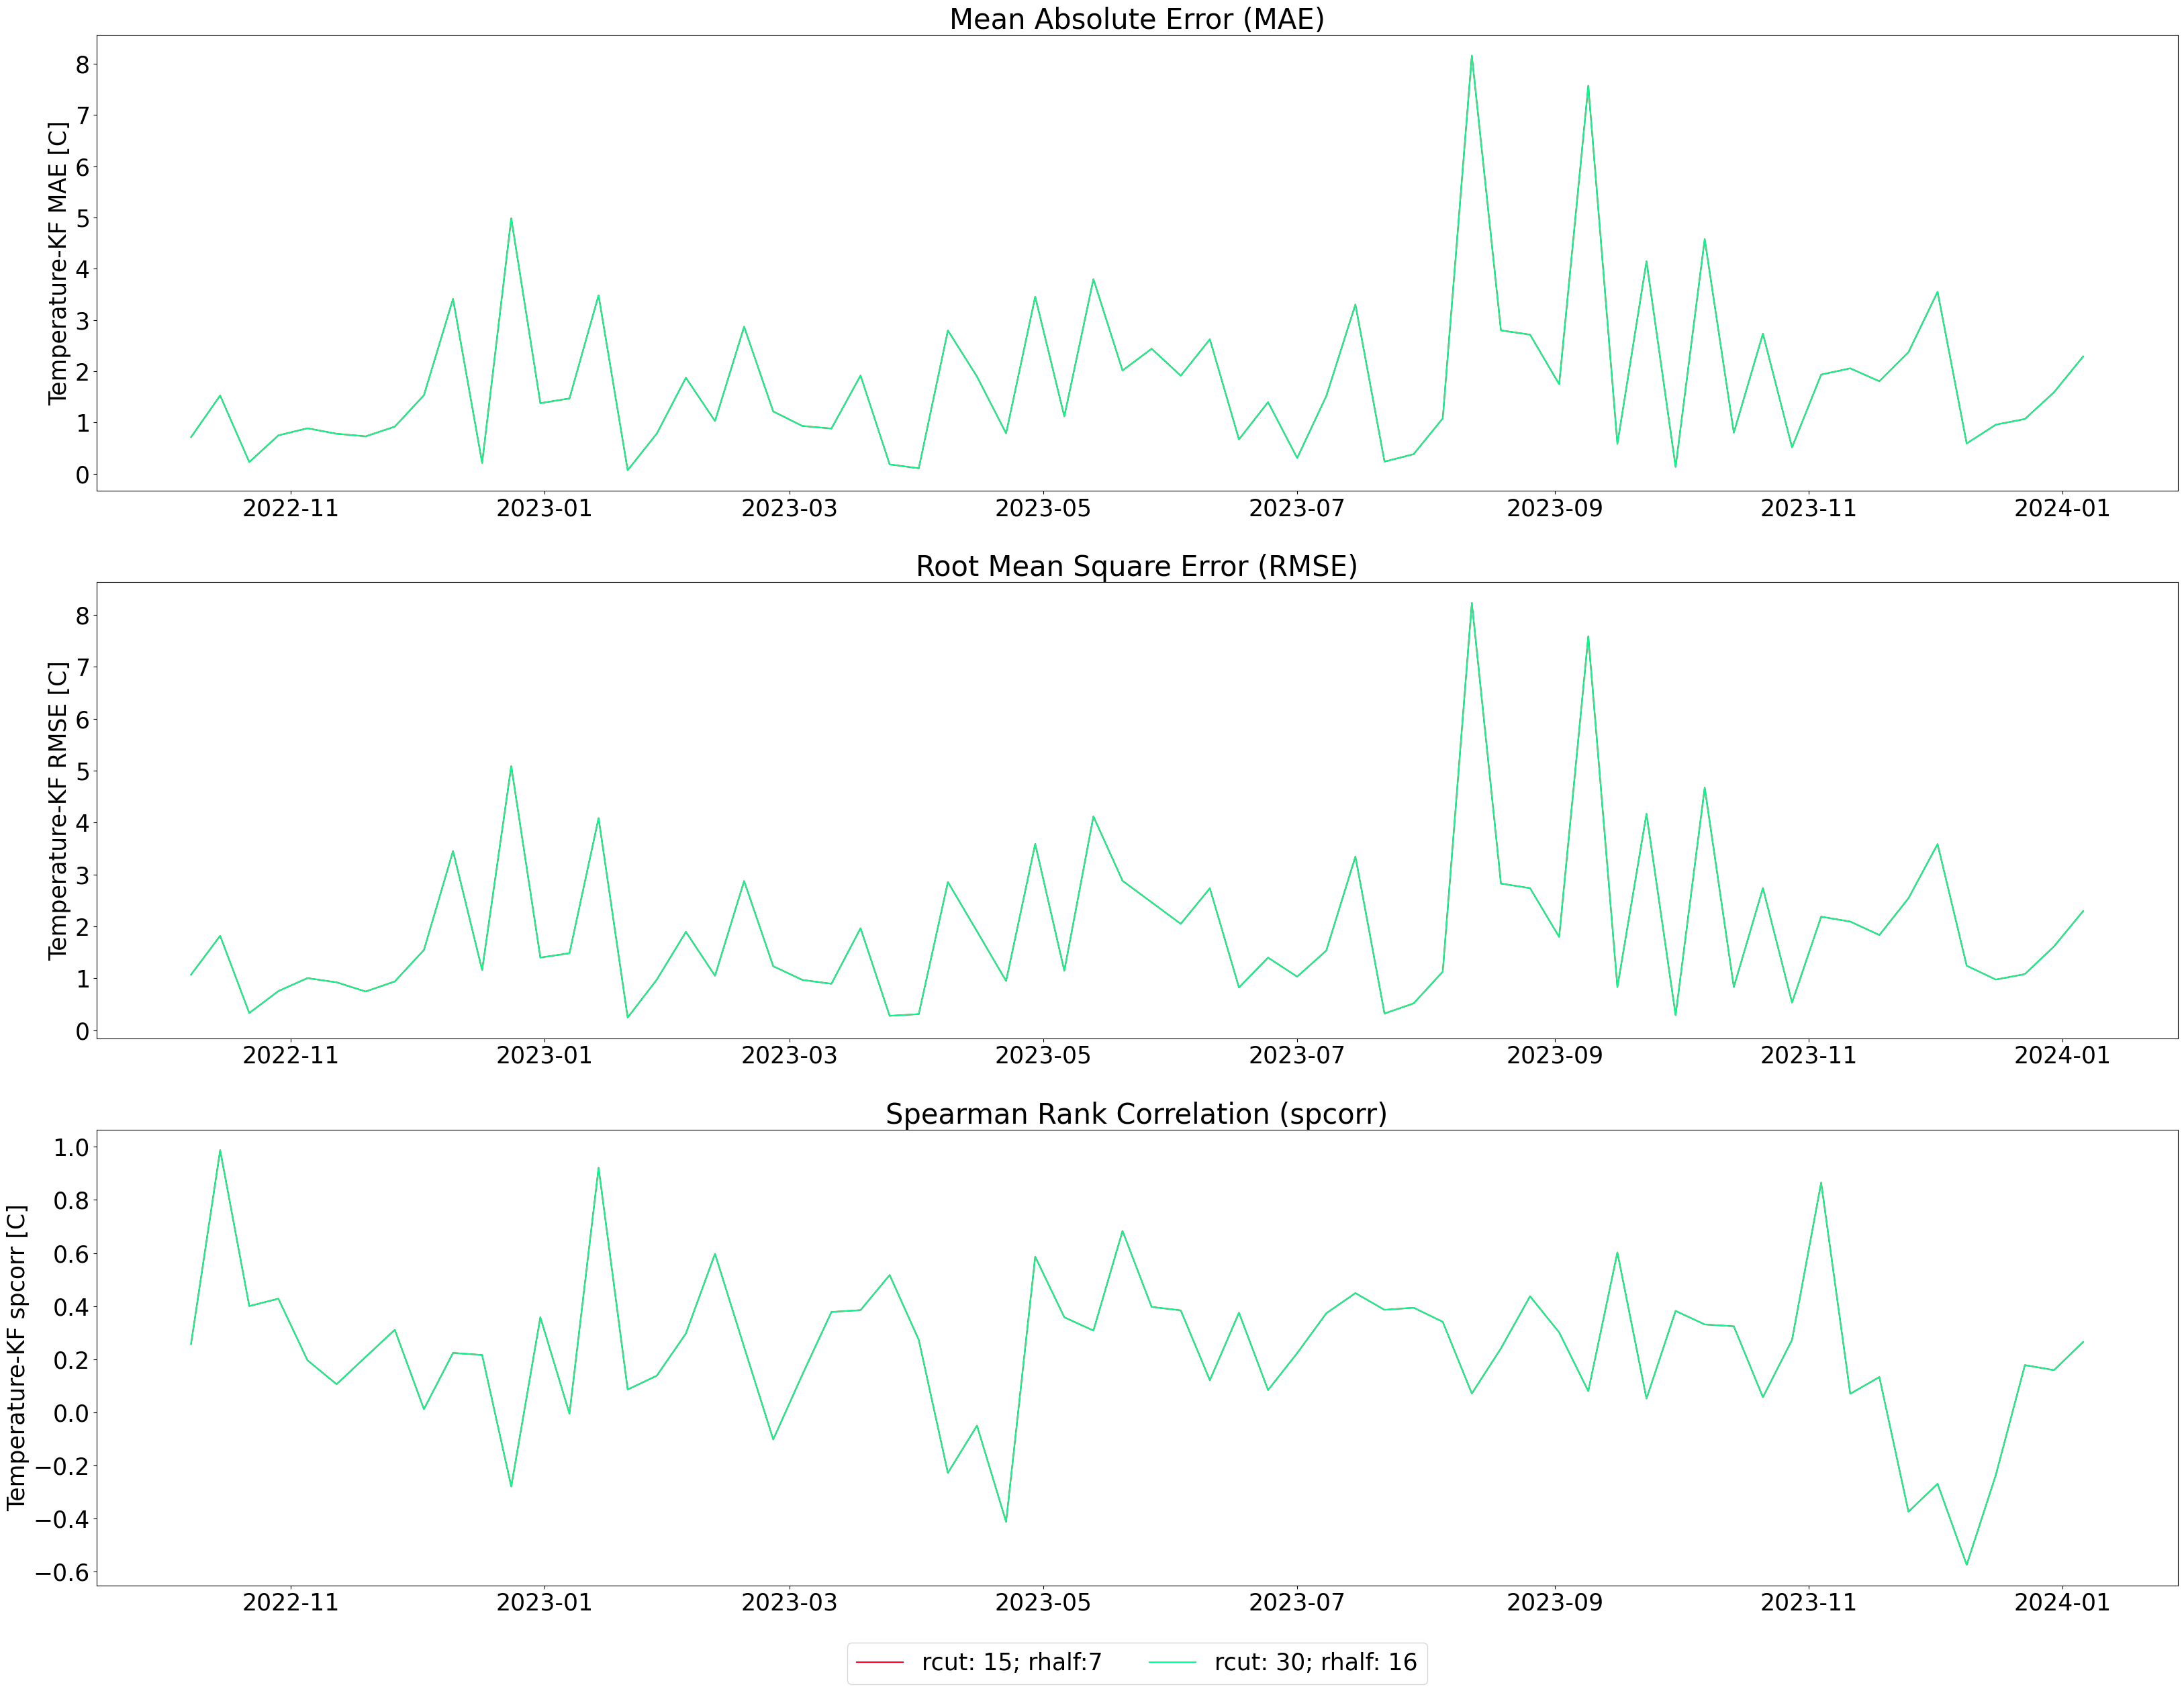 Mean Absolute Error (MAE)
Temperature-KF MAE [C]
8
7
6
5
4
3
2
1
0
2022-11 2023-01 2023-03 2023-05 2023-07 2023-09 2023-11 2024-01
Root Mean Square Error (RMSE)
Temperature-KF RMSE [C]
8
7
6
5
4
3
2
1
0
2022-11 2023-01 2023-03 2023-05 2023-07 2023-09 2023-11 2024-01
Spearman Rank Correlation (spcorr)
Temperature-KF spcorr [C]
1.0
0.8
0.6
0.4
0.2
0.0
−0.2
−0.4
−0.6
2022-11 2023-01 2023-03 2023-05 2023-07 2023-09 2023-11 2024-01
rcut: 15; rhalf:7 rcut: 30; rhalf: 16